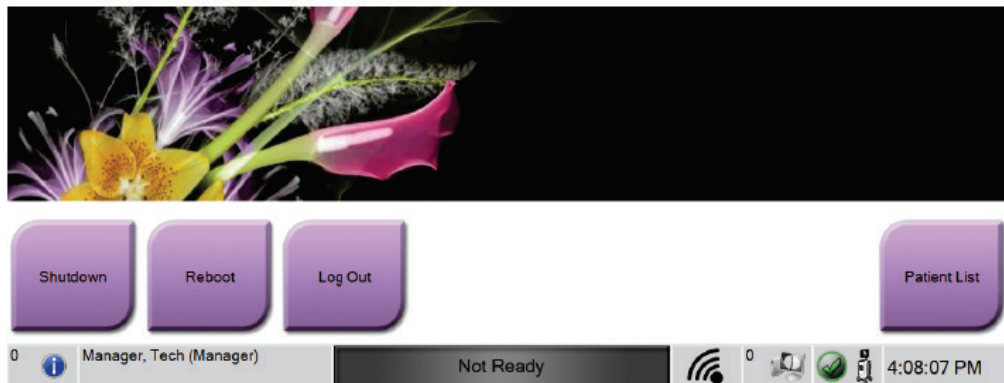 Shutdown
Reboot
Log Out
Patient List
0
Manager, Tech (Manager)
Not Ready
0
4:08:07 PM